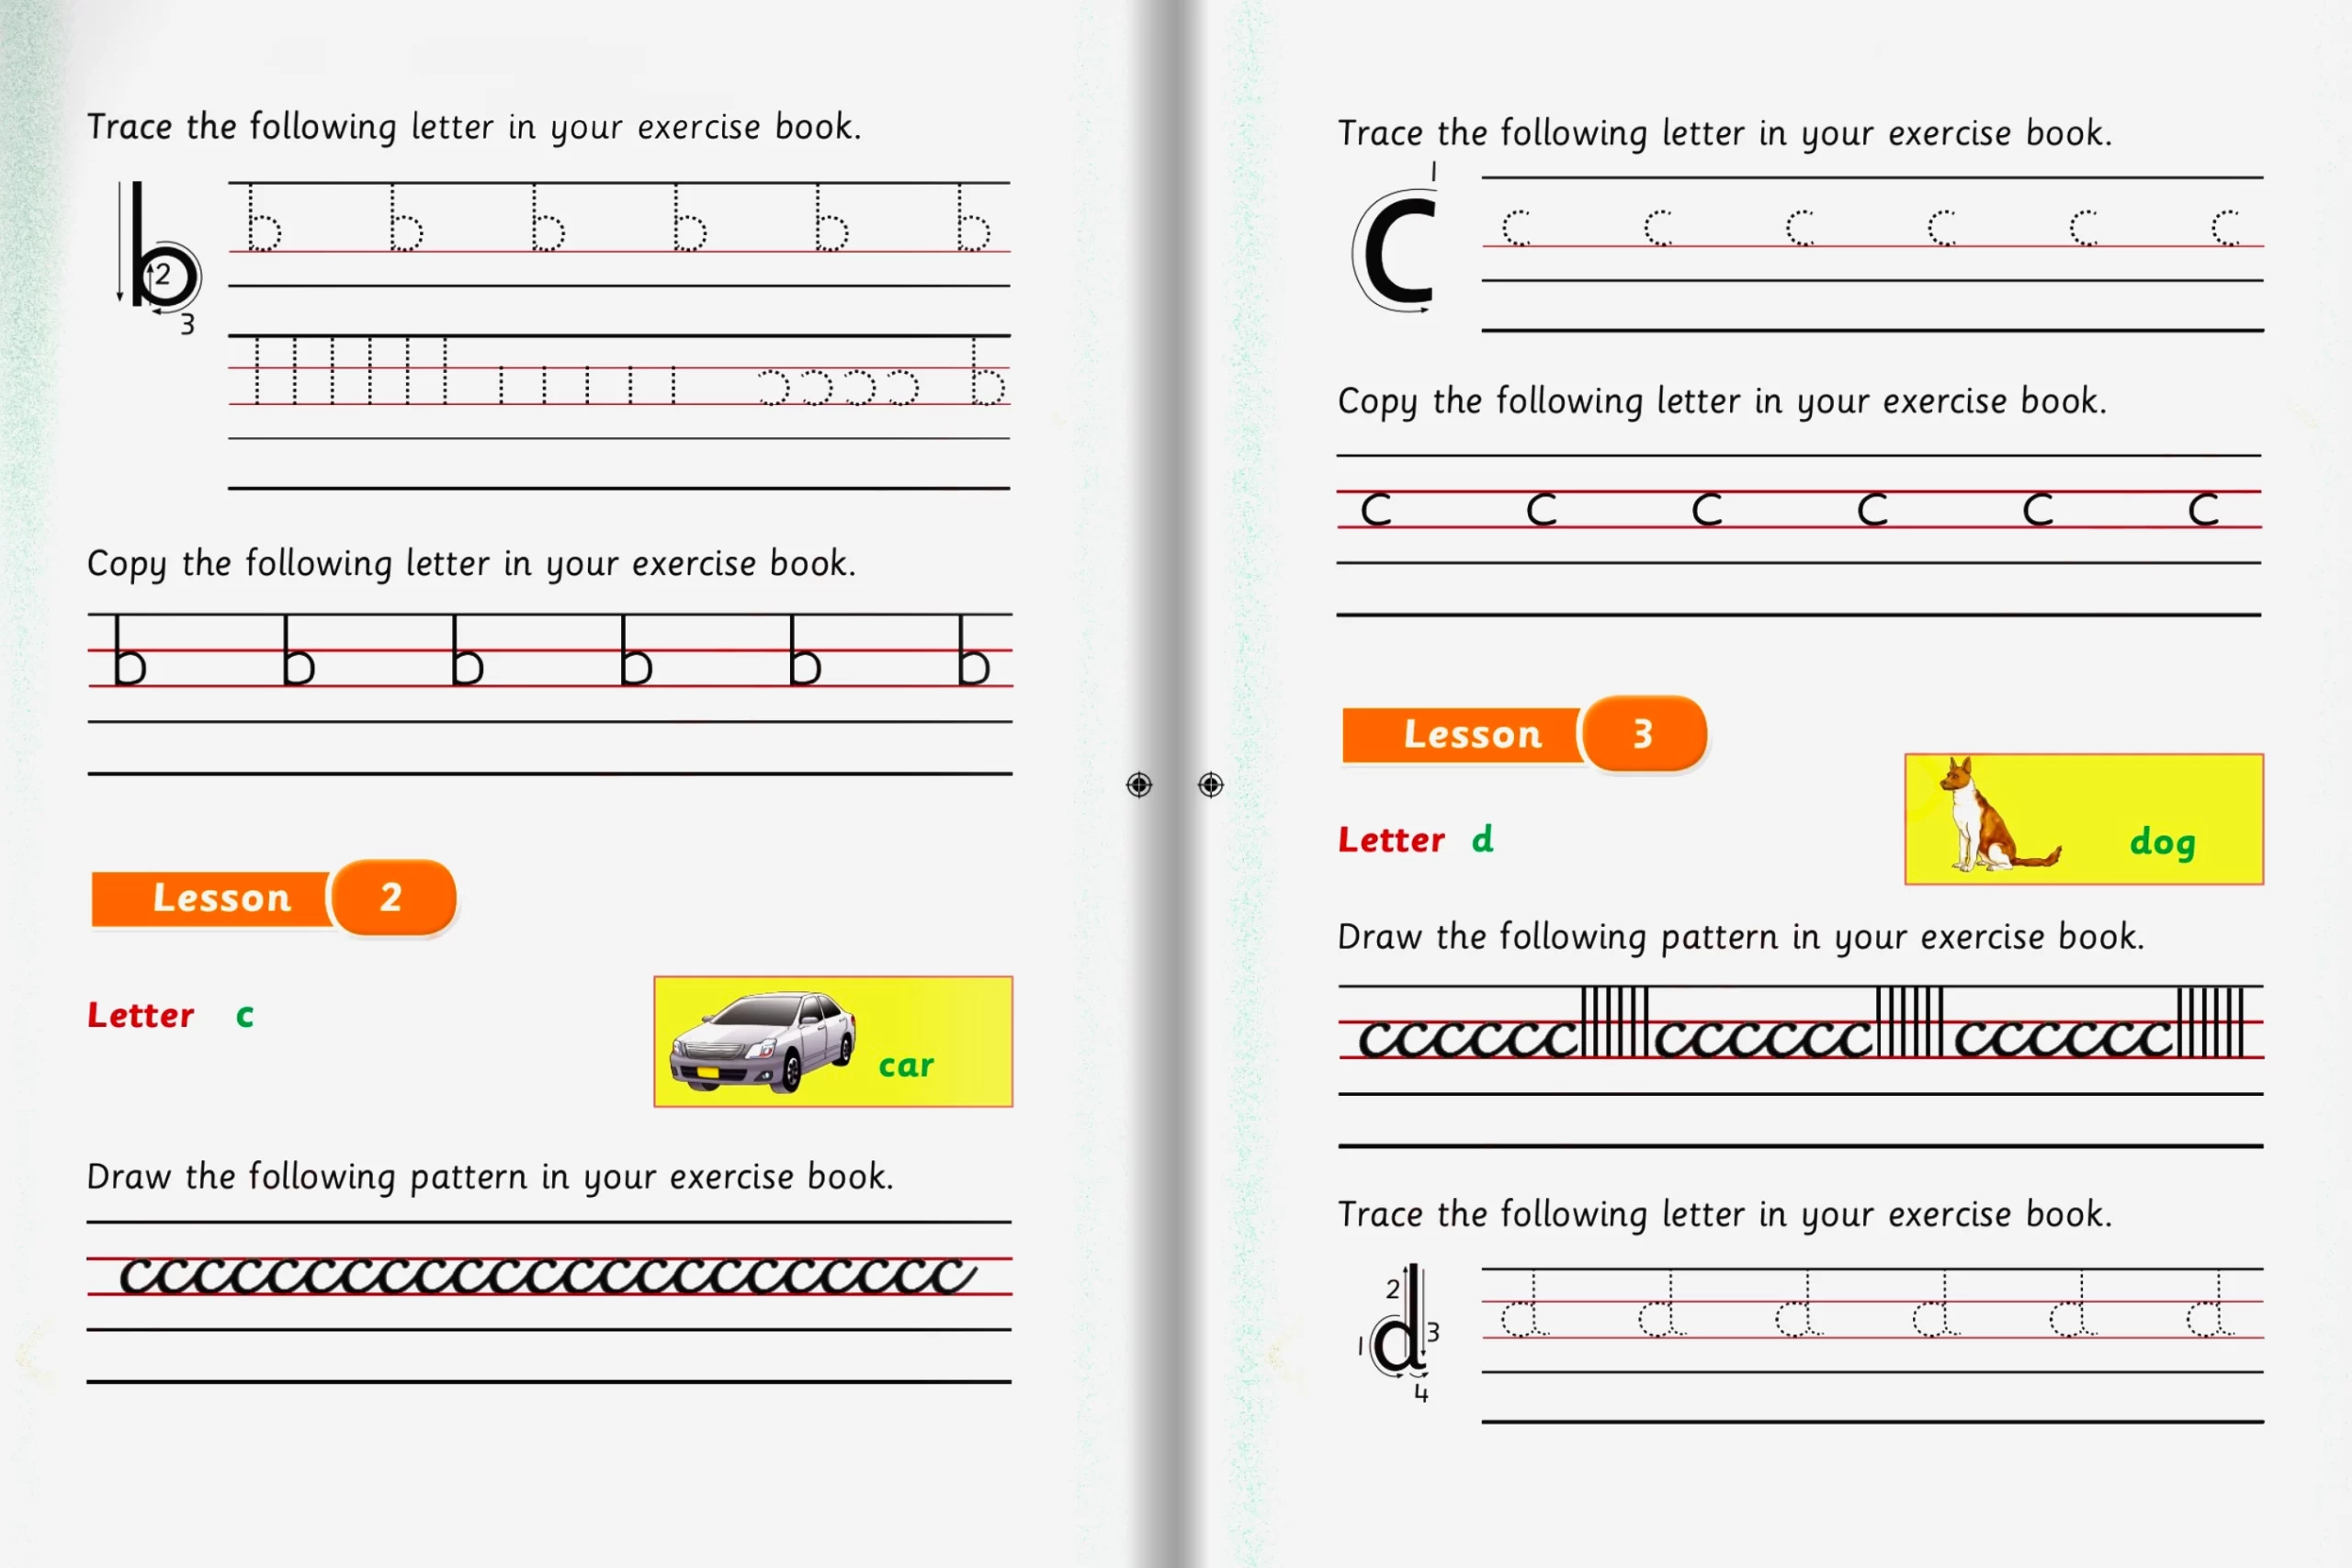 Trace the following letter in your exercise book.
b b b b b b
2
3
b
Copy the following letter in your exercise book.
b b b b b b
Lesson 2
Letter c
car
Draw the following pattern in your exercise book.
ccccccccccccccccccccccc
Trace the following letter in your exercise book.
1
c c c c c c c
Copy the following letter in your exercise book.
c c c c c c
Lesson 3
Letter d
dog
Draw the following pattern in your exercise book.
cccccc||||||cccccc||||||cccccc||||||
Trace the following letter in your exercise book.
d d d d d d d
2
1 3
4